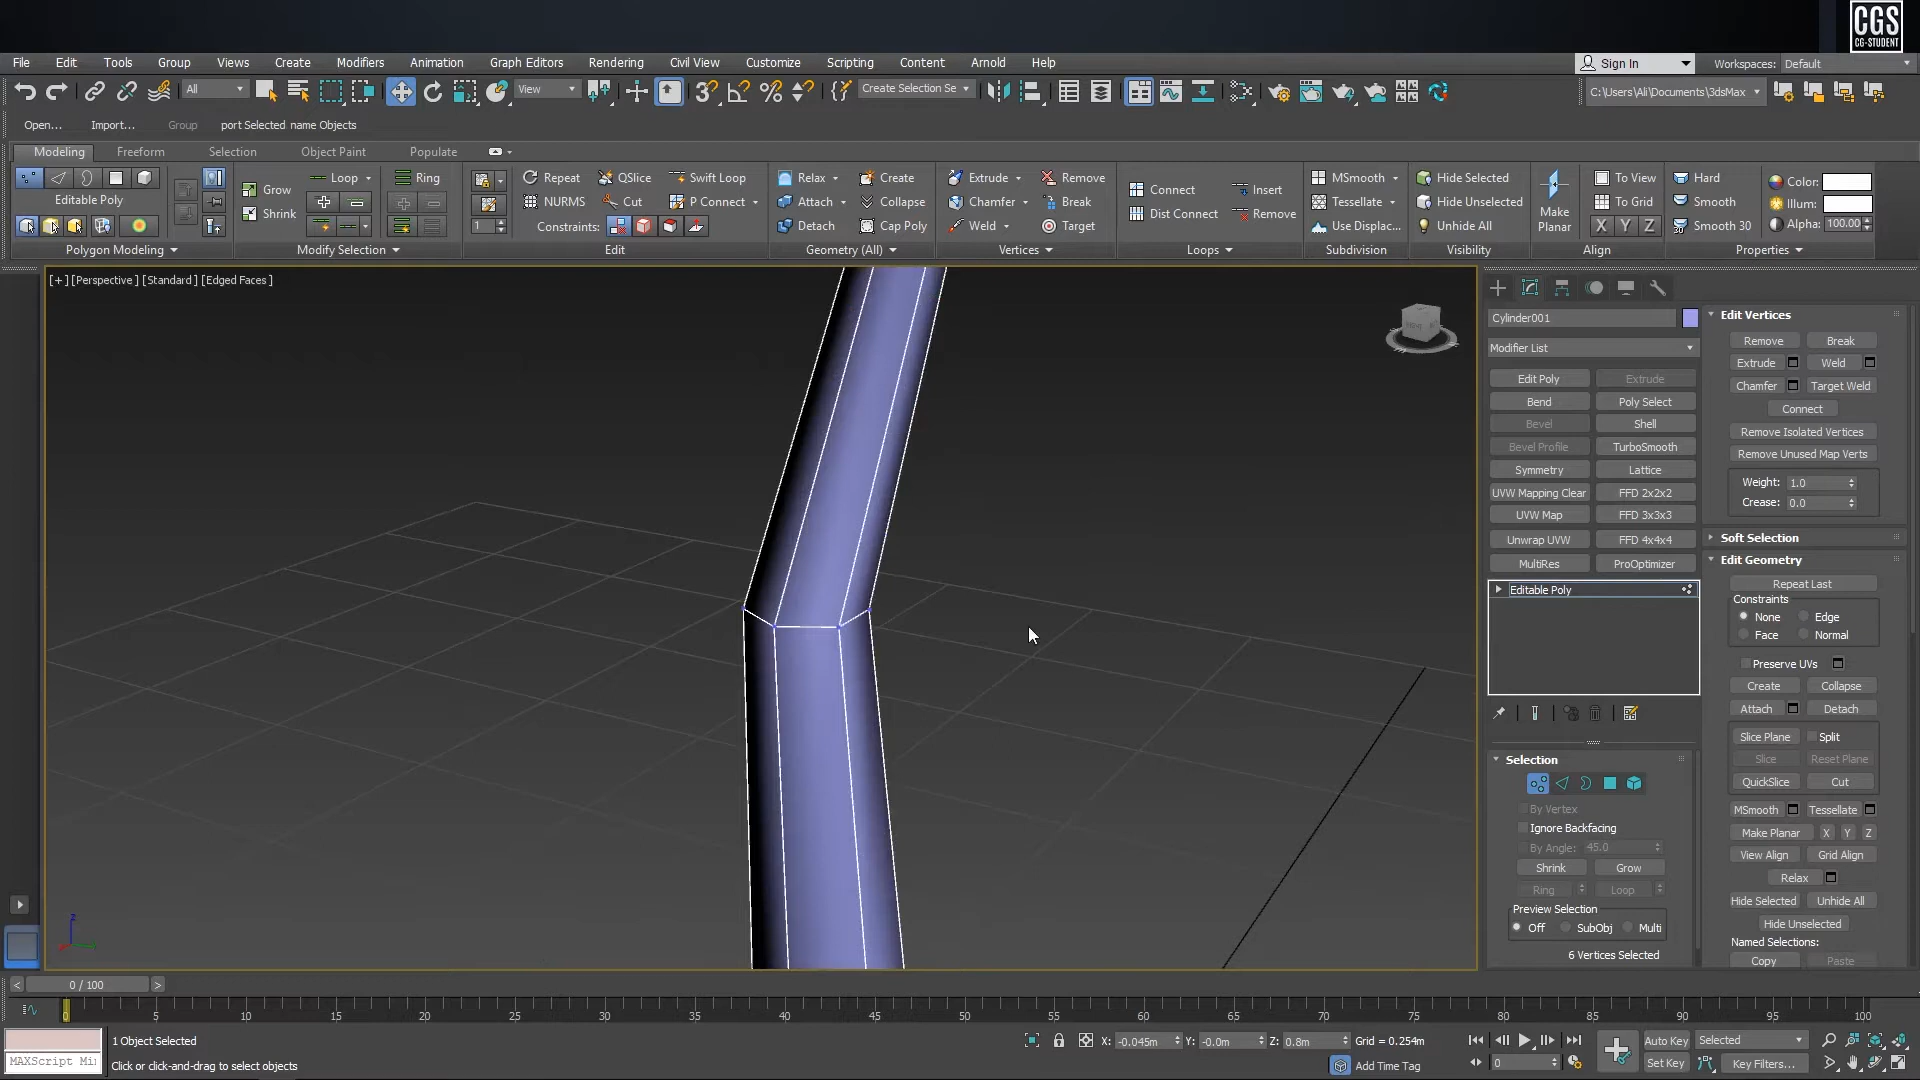 CGS
CG-STUDENT
File Edit Tools Group Views Create Modifiers Animation Graph Editors Rendering Civil View Customize Scripting Content Arnold Help
Sign In Workspaces: Default
All View Create Selection Se C:\Users\Ali\Documents\3dsMax
Open... Import... Group port Selected name Objects
Modeling Freeform Selection Object Paint Populate
Loop Ring Repeat QSlice Swift Loop Relax Create Extrude Remove MSmooth Hide Selected To View Hard Color:
Editable Poly Grow Connect Insert
NURMS Cut P Connect Attach Collapse Chamfer Break Tessellate Hide Unselected To Grid Smooth Illum:
Shrink Dist Connect Remove Make Planar
1 Constraints: Detach Cap Poly Weld Target Use Displac... Unhide All X Y Z Smooth 30 Alpha: 100.00
Polygon Modeling Modify Selection Edit Geometry (All) Vertices Loops Subdivision Visibility Align Properties
[+] [Perspective ] [Standard ] [Edged Faces ]
Cylinder001
Modifier List
Edit Poly Extrude
Bend Poly Select
Bevel Shell
Bevel Profile TurboSmooth
Symmetry Lattice
UVW Mapping Clear FFD 2x2x2
UVW Map FFD 3x3x3
Unwrap UVW FFD 4x4x4
MultiRes ProOptimizer
Editable Poly
Selection
By Vertex
Ignore Backfacing
By Angle: 45.0
Shrink Grow
Ring Loop
Preview Selection
Off SubObj Multi
6 Vertices Selected
Edit Vertices
Remove Break
Extrude Weld
Chamfer Target Weld
Connect
Remove Isolated Vertices
Remove Unused Map Verts
Weight: 1.0
Crease: 0.0
Soft Selection
Edit Geometry
Repeat Last
Constraints
None Edge
Face Normal
Preserve UVs
Create Collapse
Attach Detach
Slice Plane Split
Slice Reset Plane
QuickSlice Cut
MSmooth Tessellate
Make Planar X Y Z
View Align Grid Align
Relax
Hide Selected Unhide All
Hide Unselected
Named Selections:
Copy Paste
z
< 0 / 100 >
0 5 10 15 20 25 30 35 40 45 50 55 60 65 70 75 80 85 90 95 100
1 Object Selected X: -0.045m Y: -0.0m Z: 0.8m Grid = 0.254m Auto Key Selected
MAXScript Mi Click or click-and-drag to select objects Add Time Tag 0 Set Key Key Filters...